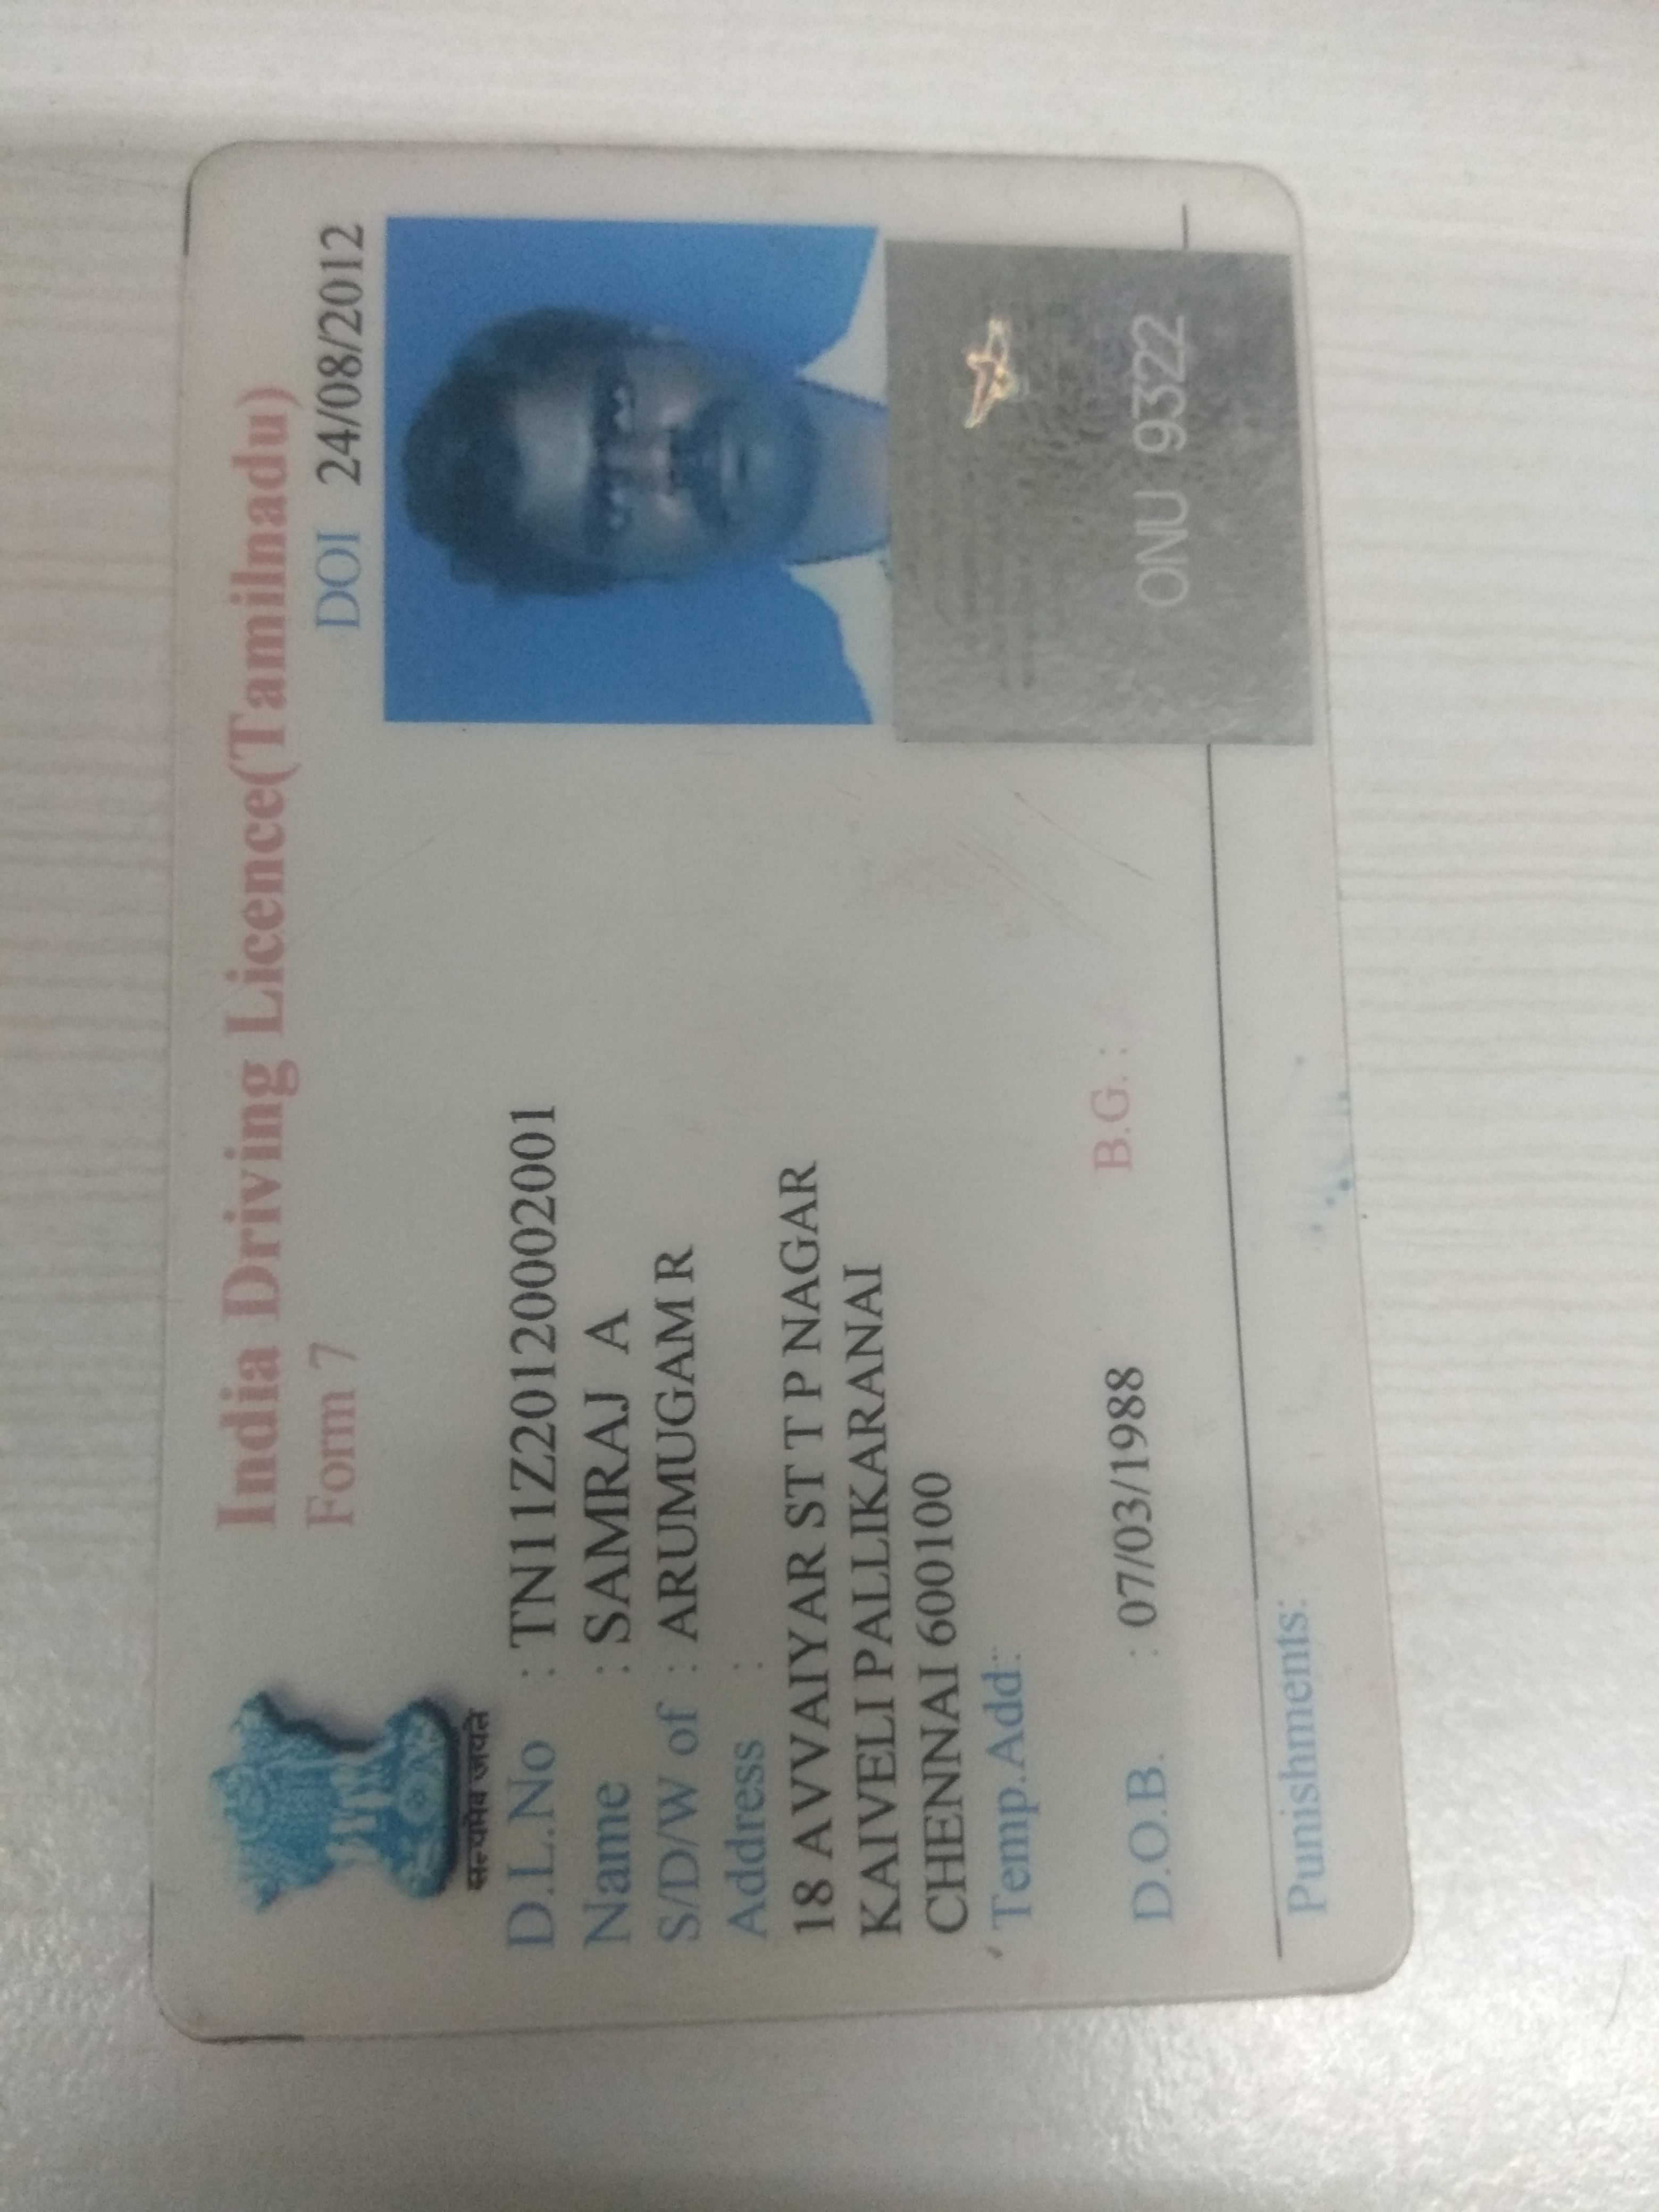 India Driving Licence(Tamilnadu)
Form 7
DOI 24/08/2012
सत्यमेव जयते
D.L.No : TN11Z20120002001
Name : SAMRAJ A
S/D/W of : ARUMUGAM R
Address :
18 AVVAIYAR ST T P NAGAR
KAIVELI PALLIKARANAI
CHENNAI 600100
Temp.Add:
D.O.B. : 07/03/1988 B.G. :
ONU 9322
Punishments: